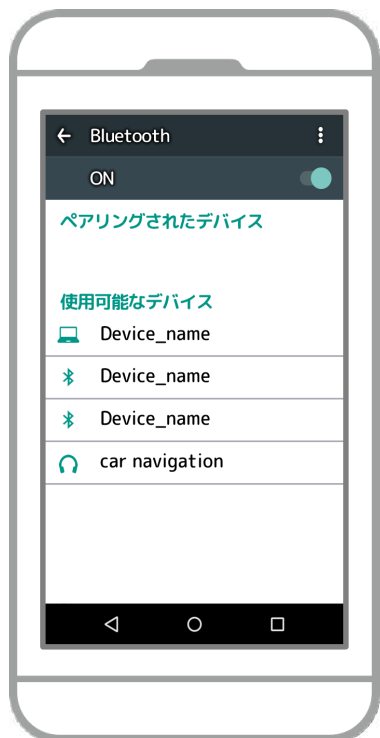 Bluetooth
ON
ペアリングされたデバイス
使用可能なデバイス
Device_name
Device_name
Device_name
car navigation